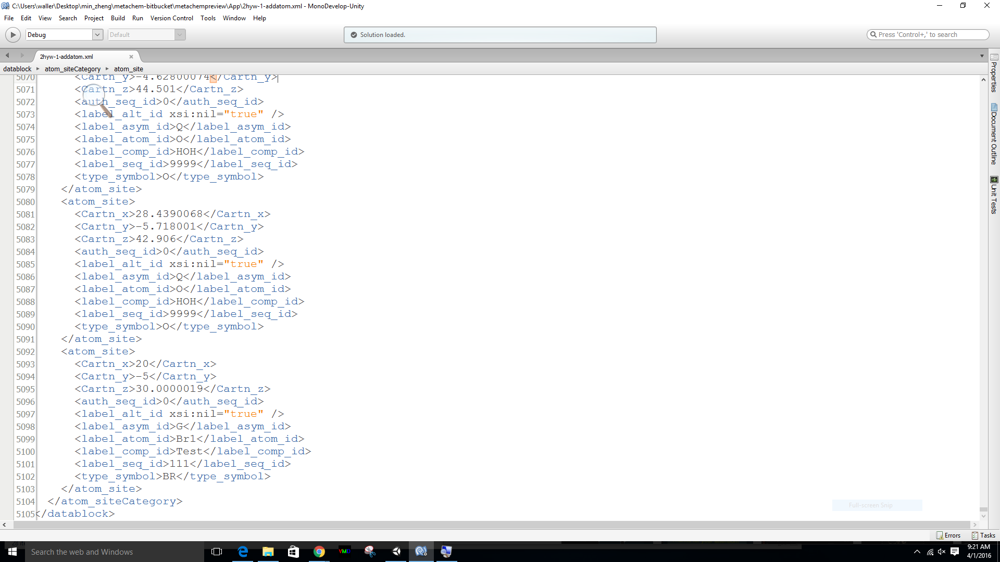 C:\Users\waller\Desktop\min_zheng\metachem-bitbucket\metachempreview\App\2hyw-1-addatom.xml - MonoDevelop-Unity
File Edit View Search Project Build Run Version Control Tools Window Help
Debug Default Solution loaded. Press 'Control+,' to search
2hyw-1-addatom.xml
datablock atom_siteCategory atom_site
5070 <Cartn_y>-4.62800074</Cartn_y>
5071 <Cartn_z>44.501</Cartn_z>
5072 <auth_seq_id>0</auth_seq_id>
5073 <label_alt_id xsi:nil="true" />
5074 <label_asym_id>Q</label_asym_id>
5075 <label_atom_id>O</label_atom_id>
5076 <label_comp_id>HOH</label_comp_id>
5077 <label_seq_id>9999</label_seq_id>
5078 <type_symbol>O</type_symbol>
5079 </atom_site>
5080 <atom_site>
5081 <Cartn_x>28.4390068</Cartn_x>
5082 <Cartn_y>-5.718001</Cartn_y>
5083 <Cartn_z>42.906</Cartn_z>
5084 <auth_seq_id>0</auth_seq_id>
5085 <label_alt_id xsi:nil="true" />
5086 <label_asym_id>Q</label_asym_id>
5087 <label_atom_id>O</label_atom_id>
5088 <label_comp_id>HOH</label_comp_id>
5089 <label_seq_id>9999</label_seq_id>
5090 <type_symbol>O</type_symbol>
5091 </atom_site>
5092 <atom_site>
5093 <Cartn_x>20</Cartn_x>
5094 <Cartn_y>-5</Cartn_y>
5095 <Cartn_z>30.0000019</Cartn_z>
5096 <auth_seq_id>0</auth_seq_id>
5097 <label_alt_id xsi:nil="true" />
5098 <label_asym_id>G</label_asym_id>
5099 <label_atom_id>Br1</label_atom_id>
5100 <label_comp_id>Test</label_comp_id>
5101 <label_seq_id>111</label_seq_id>
5102 <type_symbol>BR</type_symbol>
5103 </atom_site>
5104 </atom_siteCategory>
5105 </datablock>
Properties
Document Outline
Unit Tests
Full-screen Snip
Errors Tasks
Search the web and Windows
VMD
9:21 AM
4/1/2016